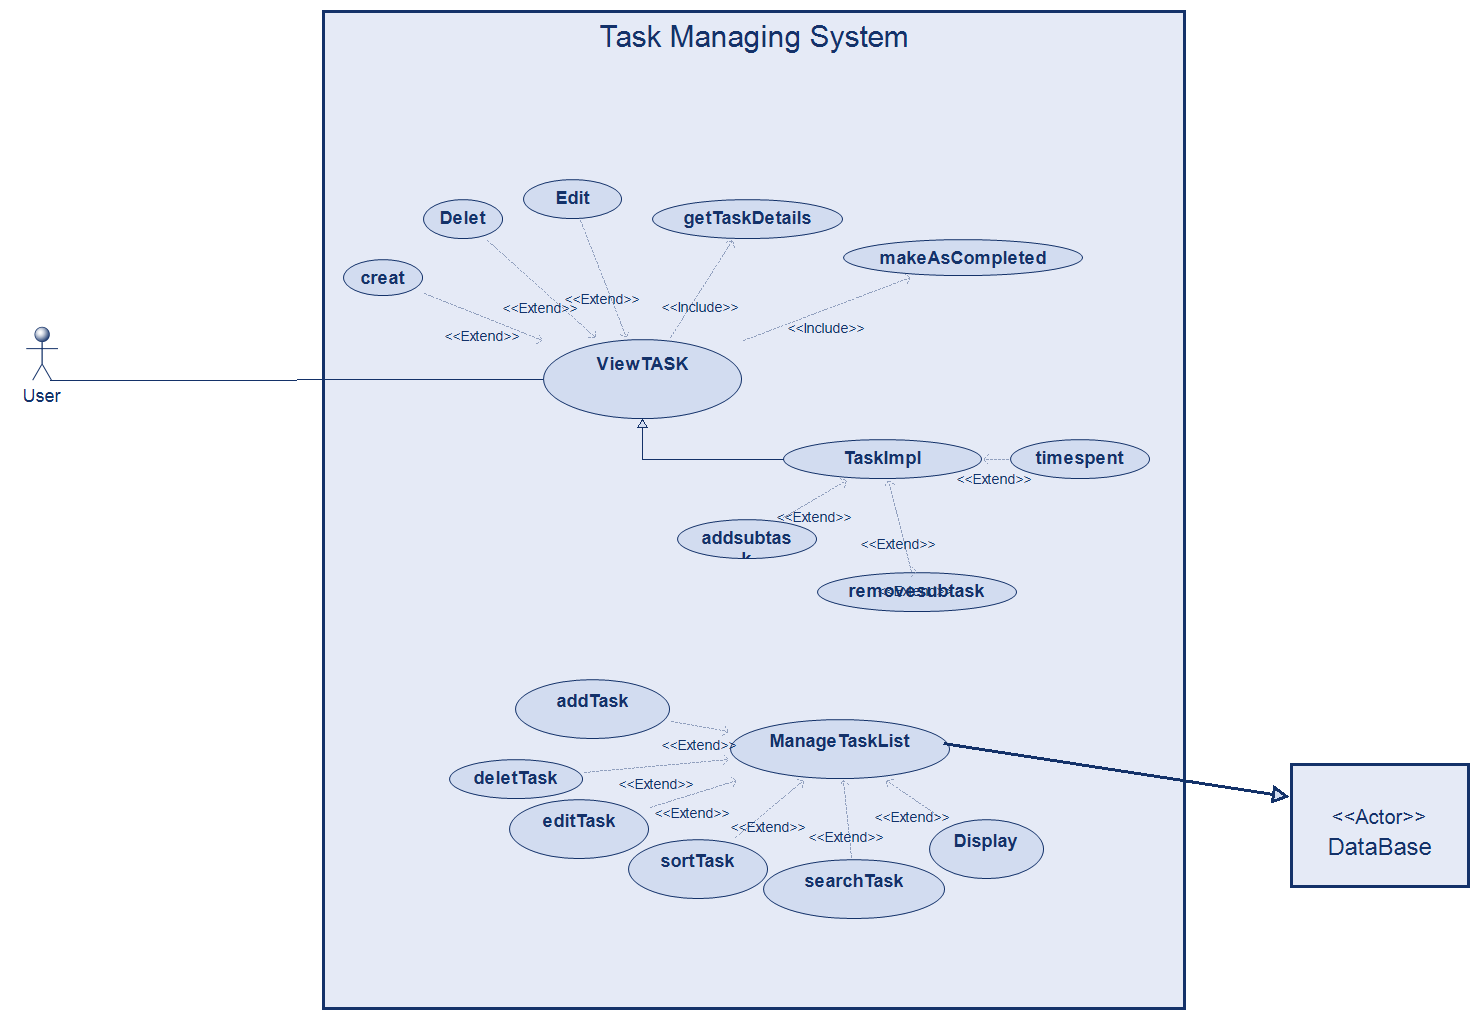 Task Managing System
Edit
Delet
getTaskDetails
makeAsCompleted
creat
<<Extend>>
<<Extend>>
<<Include>>
<<Include>>
<<Extend>>
ViewTASK
User
TaskImpl
timespent
<<Extend>>
<<Extend>>
addsubtas
k
<<Extend>>
removesubtask
<<Extend>>
addTask
ManageTaskList
<<Extend>>
deletTask
<<Extend>>
editTask
<<Extend>>
<<Extend>>
<<Extend>>
<<Extend>>
Display
sortTask
searchTask
<<Actor>>
DataBase